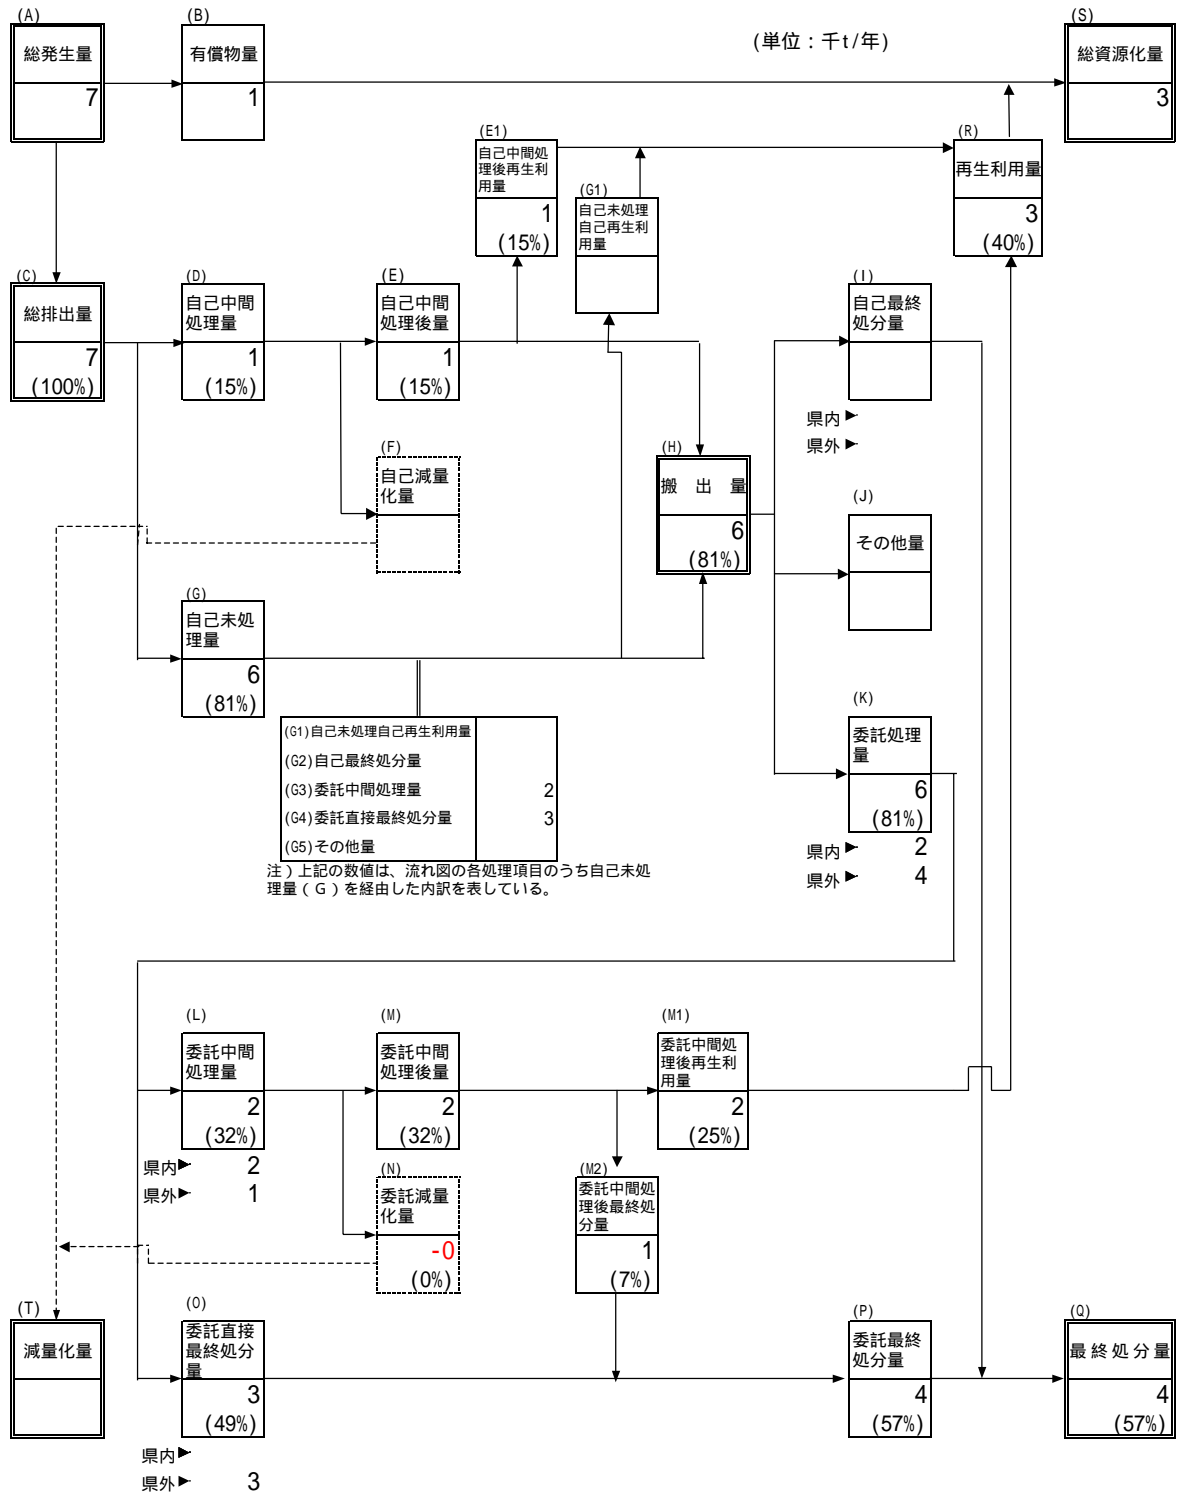 (A)
総発生量
7
(B)
有償物量
1
(単位：千t/年)
(S)
総資源化量
3
(E1)
自己中間処
理後再生利
用量
1
(15%)
(G1)
自己未処理
自己再生利
用量
(R)
再生利用量
3
(40%)
(C)
総排出量
7
(100%)
(D)
自己中間
処理量
1
(15%)
(E)
自己中間
処理後量
1
(15%)
(I)
自己最終
処分量
県内
県外
(F)
自己減量
化量
(H)
搬 出 量
6
(81%)
(J)
その他量
(G)
自己未処
理量
6
(81%)
(G1)自己未処理自己再生利用量
(G2)自己最終処分量
(G3)委託中間処理量 2
(G4)委託直接最終処分量 3
(G5)その他量
注）上記の数値は、流れ図の各処理項目のうち自己未処
理量（Ｇ）を経由した内訳を表している。
(K)
委託処理
量
6
(81%)
県内 2
県外 4
(L)
委託中間
処理量
2
(32%)
県内 2
県外 1
(M)
委託中間
処理後量
2
(32%)
(M1)
委託中間処
理後再生利
用量
2
(25%)
(N)
委託減量
化量
-0
(0%)
(M2)
委託中間処
理後最終処
分量
1
(7%)
(T)
減量化量
(O)
委託直接
最終処分
量
3
(49%)
県内
県外 3
(P)
委託最終
処分量
4
(57%)
(Q)
最終処分量
4
(57%)